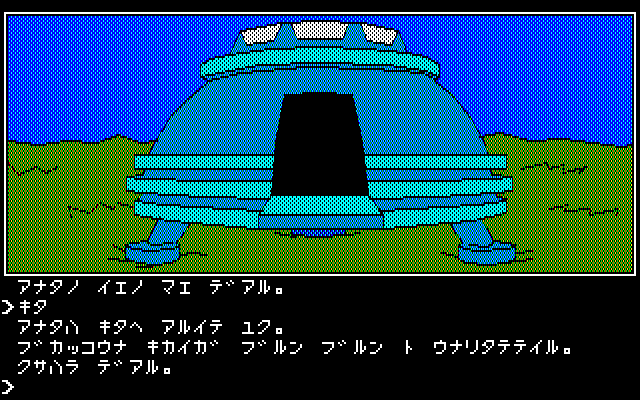 アナタノ イエノ マエ デアル。
>キタ
アナタハ キタヘ アルイテ ユク。
ブカッコウナ キカイガ ブルン ブルン ト ウナリタテテイル。
クサハラ デアル。
>